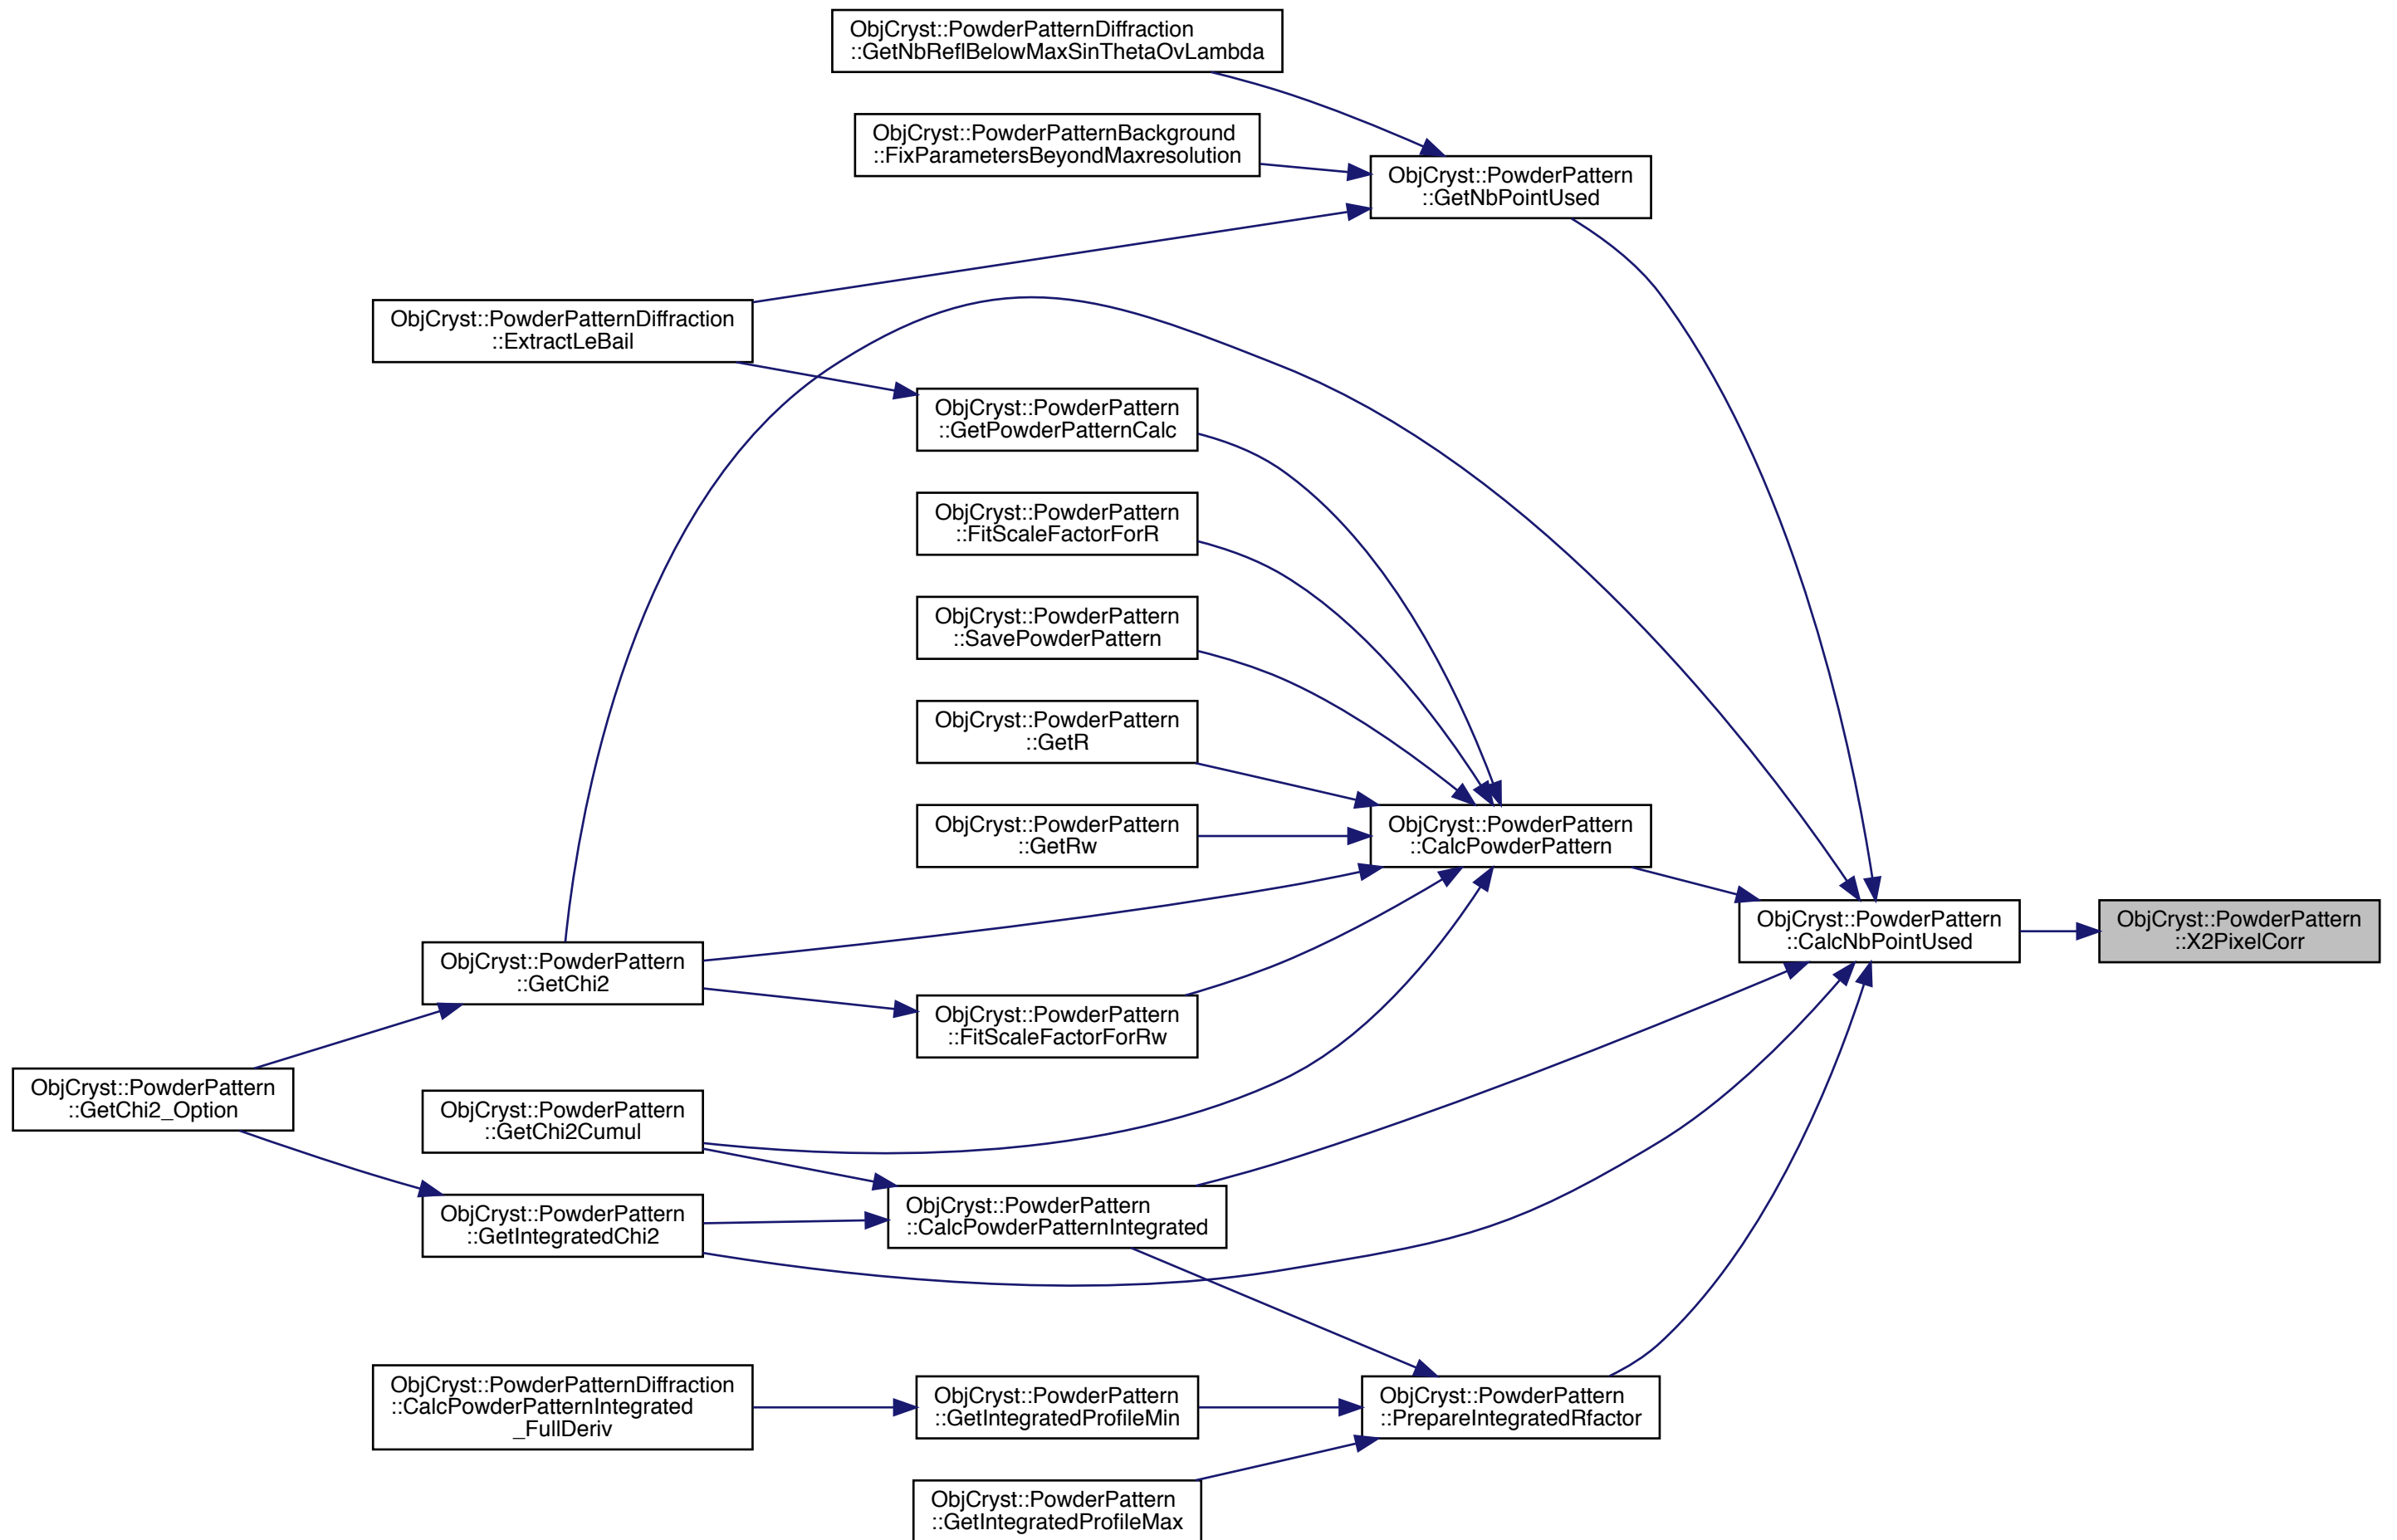 ObjCryst::PowderPatternDiffraction
::GetNbReflBelowMaxSinThetaOvLambda
ObjCryst::PowderPatternBackground
::FixParametersBeyondMaxresolution
ObjCryst::PowderPattern
::GetNbPointUsed
ObjCryst::PowderPatternDiffraction
::ExtractLeBail
ObjCryst::PowderPattern
::GetPowderPatternCalc
ObjCryst::PowderPattern
::FitScaleFactorForR
ObjCryst::PowderPattern
::SavePowderPattern
ObjCryst::PowderPattern
::GetR
ObjCryst::PowderPattern
::GetRw
ObjCryst::PowderPattern
::CalcPowderPattern
ObjCryst::PowderPattern
::CalcNbPointUsed
ObjCryst::PowderPattern
::X2PixelCorr
ObjCryst::PowderPattern
::GetChi2
ObjCryst::PowderPattern
::FitScaleFactorForRw
ObjCryst::PowderPattern
::GetChi2_Option
ObjCryst::PowderPattern
::GetChi2Cumul
ObjCryst::PowderPattern
::GetIntegratedChi2
ObjCryst::PowderPattern
::CalcPowderPatternIntegrated
ObjCryst::PowderPatternDiffraction
::CalcPowderPatternIntegrated
_FullDeriv
ObjCryst::PowderPattern
::GetIntegratedProfileMin
ObjCryst::PowderPattern
::PrepareIntegratedRfactor
ObjCryst::PowderPattern
::GetIntegratedProfileMax